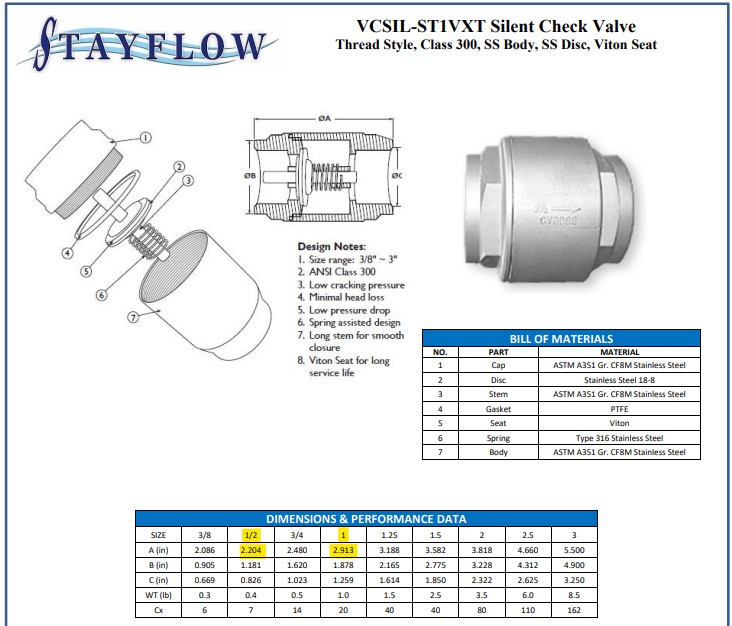 STAYFLOW
VCSIL-ST1VXT Silent Check Valve
Thread Style, Class 300, SS Body, SS Disc, Viton Seat
1
2
3
4
5
6
7
ØA
ØB
ØC
CV306S
Design Notes:
1. Size range: 3/8" ~ 3"
2. ANSI Class 300
3. Low cracking pressure
4. Minimal head loss
5. Low pressure drop
6. Spring assisted design
7. Long stem for smooth
closure
8. Viton Seat for long
service life
BILL OF MATERIALS
NO. PART MATERIAL
1 Cap ASTM A351 Gr. CF8M Stainless Steel
2 Disc Stainless Steel 18-8
3 Stem ASTM A351 Gr. CF8M Stainless Steel
4 Gasket PTFE
5 Seat Viton
6 Spring Type 316 Stainless Steel
7 Body ASTM A351 Gr. CF8M Stainless Steel
DIMENSIONS & PERFORMANCE DATA
SIZE 3/8 1/2 3/4 1 1.25 1.5 2 2.5 3
A (in) 2.086 2.204 2.480 2.913 3.188 3.582 3.818 4.660 5.500
B (in) 0.905 1.181 1.620 1.878 2.165 2.775 3.228 4.312 4.900
C (in) 0.669 0.826 1.023 1.259 1.614 1.850 2.322 2.625 3.250
WT (lb) 0.3 0.4 0.5 1.0 1.5 2.5 3.5 6.0 8.5
Cx 6 7 14 20 40 40 80 110 162